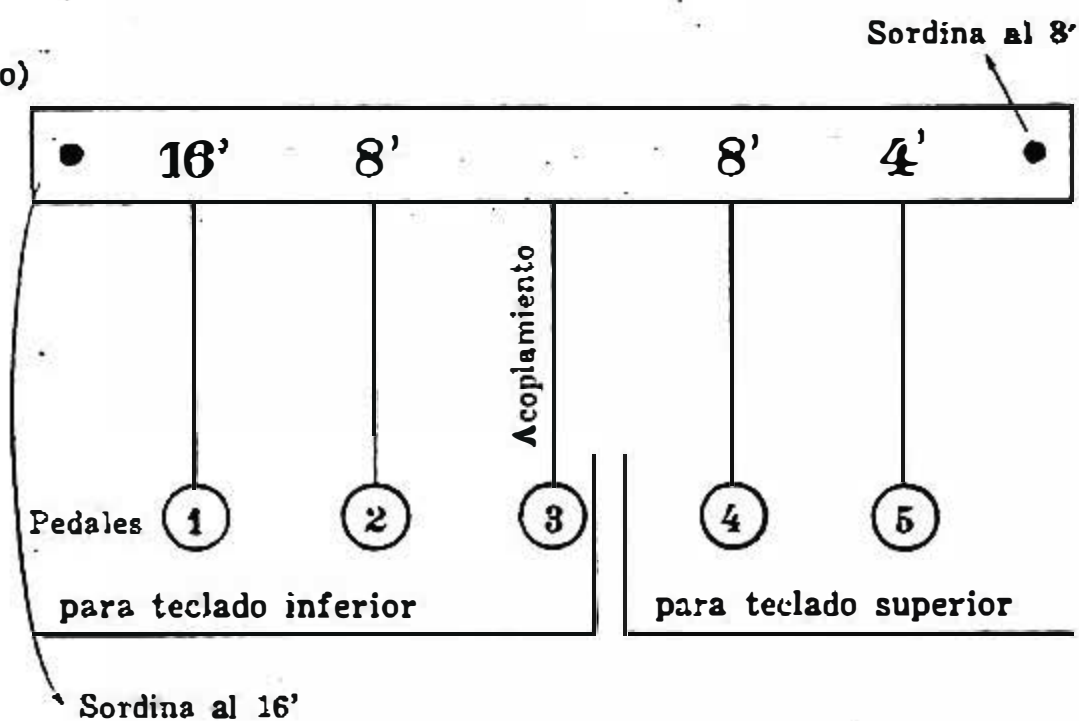 Sordina al 8'
o)
16' 8' 8' 4'
Acoplamiento
Pedales 1 2 3 4 5
para teclado inferior para teclado superior
Sordina al 16'